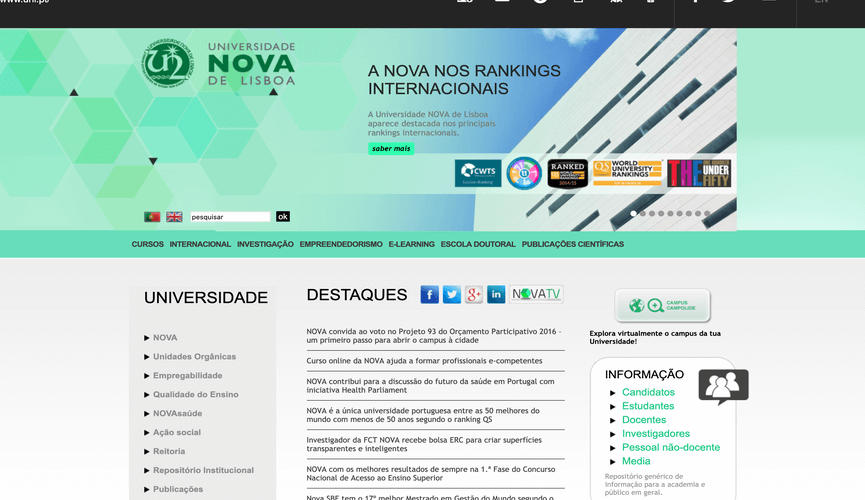 www.unl.pt
EN
UNIVERSIDADE
NOVA
DE LISBOA
A NOVA NOS RANKINGS
INTERNACIONAIS
A Universidade NOVA de Lisboa
aparece destacada nos principais
rankings internacionais.
saber mais
CWTS
RANKED
WORLD
UNIVERSITY
RANKINGS
THE
UNDER
FIFTY
pesquisar
ok
CURSOS INTERNACIONAL INVESTIGAÇÃO EMPREENDEDORISMO E-LEARNING ESCOLA DOUTORAL PUBLICAÇÕES CIENTÍFICAS
UNIVERSIDADE
NOVA
Unidades Orgânicas
Empregabilidade
Qualidade do Ensino
NOVAsaúde
Ação social
Reitoria
Repositório Institucional
Publicações
DESTAQUES
NOVATV
NOVA convida ao voto no Projeto 93 do Orçamento Participativo 2016 -
um primeiro passo para abrir o campus à cidade
Curso online da NOVA ajuda a formar profissionais e-competentes
NOVA contribui para a discussão do futuro da saúde em Portugal com
iniciativa Health Parliament
NOVA é a única universidade portuguesa entre as 50 melhores do
mundo com menos de 50 anos segundo o ranking QS
Investigador da FCT NOVA recebe bolsa ERC para criar superfícies
transparentes e inteligentes
NOVA com os melhores resultados de sempre na 1.ª Fase do Concurso
Nacional de Acesso ao Ensino Superior
Nova SBE tem o 17º melhor Mestrado em Gestão do Mundo segundo o
CAMPUS
CAMPOLIDE
Explora virtualmente o campus da tua
Universidade!
INFORMAÇÃO
Candidatos
Estudantes
Docentes
Investigadores
Pessoal não-docente
Media
Repositório genérico de
informação para a academia e
público em geral.